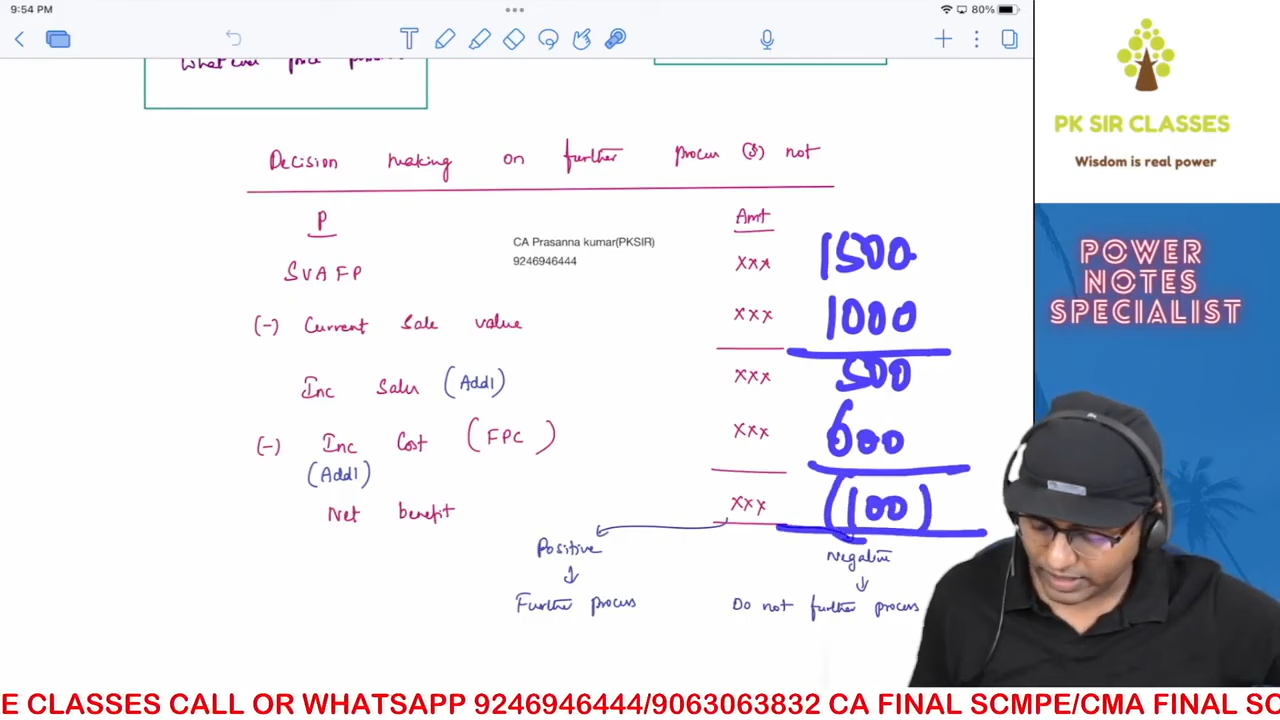 9:54 PM
80%
What ever price
PK SIR CLASSES
Wisdom is real power
Decision making on further process (or) not
P
Amt
CA Prasanna kumar(PKSIR)
9246946444
SVAFP xxx 1500
(-) Current Sale value xxx 1000
Inc Sales (Addl) xxx 500
(-) Inc Cost (FPC) xxx 600
(Addl)
Net benefit xxx (100)
Positive Negative
Further process Do not further process
POWER
NOTES
SPECIALIST
E CLASSES CALL OR WHATSAPP 9246946444/9063063832 CA FINAL SCMPE/CMA FINAL SC